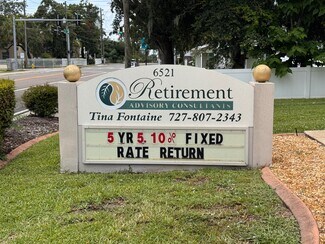 6521
Retirement
ADVISORY CONSULTANTS
Tina Fontaine 727-807-2343
5 YR 5.10% FIXED
RATE RETURN